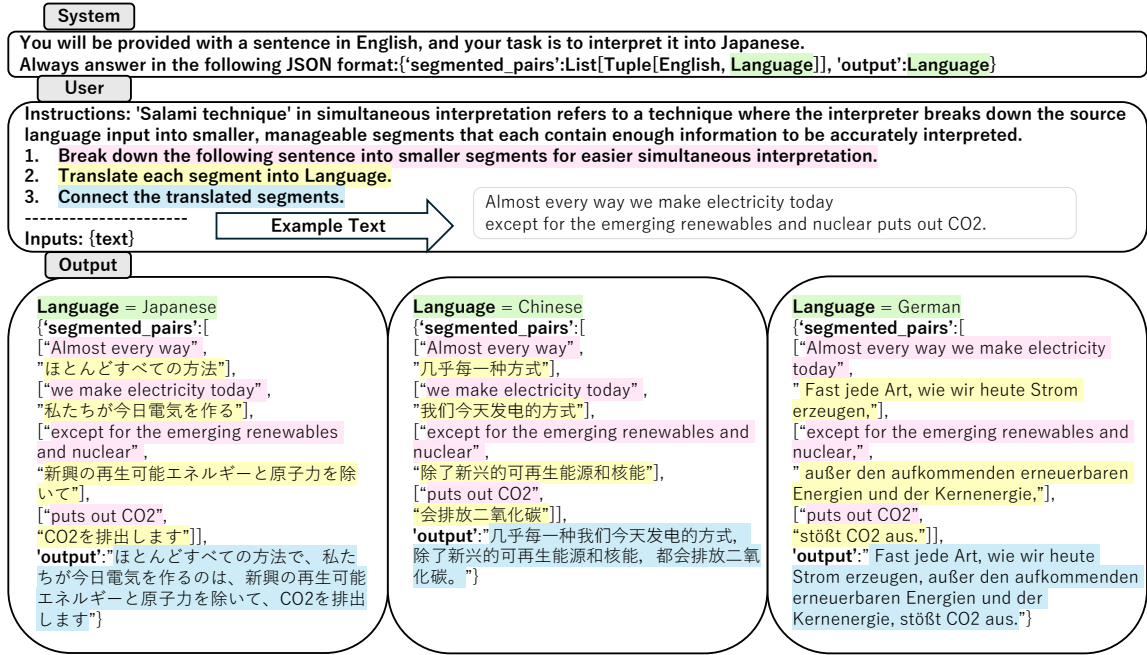 System
You will be provided with a sentence in English, and your task is to interpret it into Japanese.
Always answer in the following JSON format:{‘segmented_pairs’:List[Tuple[English, Language]], 'output':Language}
User
Instructions: 'Salami technique' in simultaneous interpretation refers to a technique where the interpreter breaks down the source
language input into smaller, manageable segments that each contain enough information to be accurately interpreted.
1. Break down the following sentence into smaller segments for easier simultaneous interpretation.
2. Translate each segment into Language.
3. Connect the translated segments.
----------------------
Inputs: {text}
Example Text
Almost every way we make electricity today
except for the emerging renewables and nuclear puts out CO2.
Output
Language = Japanese
{‘segmented_pairs’:[
[“Almost every way” ,
”ほとんどすべての方法”],
[“we make electricity today” ,
”私たちが今日電気を作る”],
[“except for the emerging renewables
and nuclear” ,
“新興の再生可能エネルギーと原子力を除
いて”],
[“puts out CO2”,
“CO2を排出します”]],
'output’:”ほとんどすべての方法で、私た
ちが今日電気を作るのは、新興の再生可能
エネルギーと原子力を除いて、CO2を排出
します”}
Language = Chinese
{‘segmented_pairs’:[
[“Almost every way” ,
”几乎每一种方式”],
[“we make electricity today” ,
”我们今天发电的方式”],
[“except for the emerging renewables and
nuclear” ,
“除了新兴的可再生能源和核能”],
[“puts out CO2”,
“会排放二氧化碳”]],
'output’:”几乎每一种我们今天发电的方式，
除了新兴的可再生能源和核能，都会排放二氧
化碳。”}
Language = German
{‘segmented_pairs’:[
[“Almost every way we make electricity
today” ,
” Fast jede Art, wie wir heute Strom
erzeugen,”],
[“except for the emerging renewables and
nuclear,” ,
” außer den aufkommenden erneuerbaren
Energien und der Kernenergie,”],
[“puts out CO2”,
“stößt CO2 aus.”]],
'output’:” Fast jede Art, wie wir heute
Strom erzeugen, außer den aufkommenden
erneuerbaren Energien und der
Kernenergie, stößt CO2 aus.”}